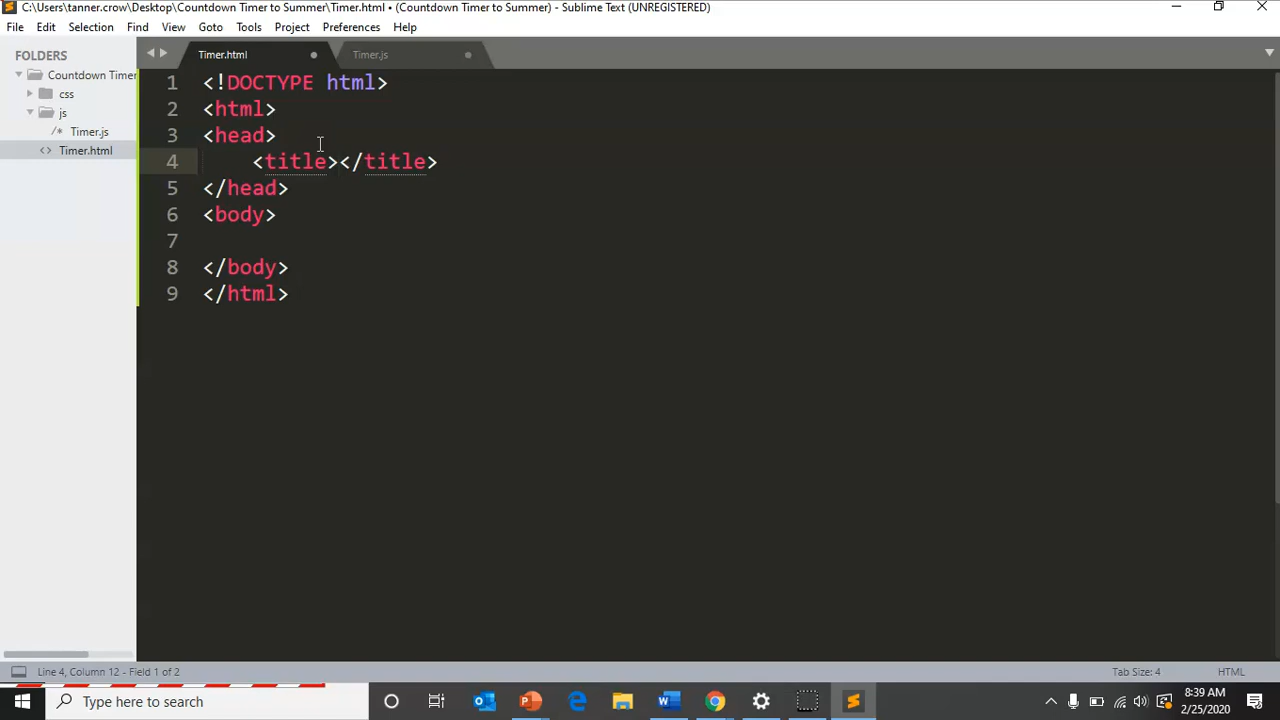 C:\Users\tanner.crow\Desktop\Countdown Timer to Summer\Timer.html • (Countdown Timer to Summer) - Sublime Text (UNREGISTERED)
File Edit Selection Find View Goto Tools Project Preferences Help
FOLDERS
Countdown Timer
css
js
/* Timer.js
<> Timer.html
Timer.html
Timer.js
1 <!DOCTYPE html>
2 <html>
3 <head>
4 <title></title>
5 </head>
6 <body>
7
8 </body>
9 </html>
Line 4, Column 12 - Field 1 of 2
Tab Size: 4
HTML
Type here to search
8:39 AM
2/25/2020